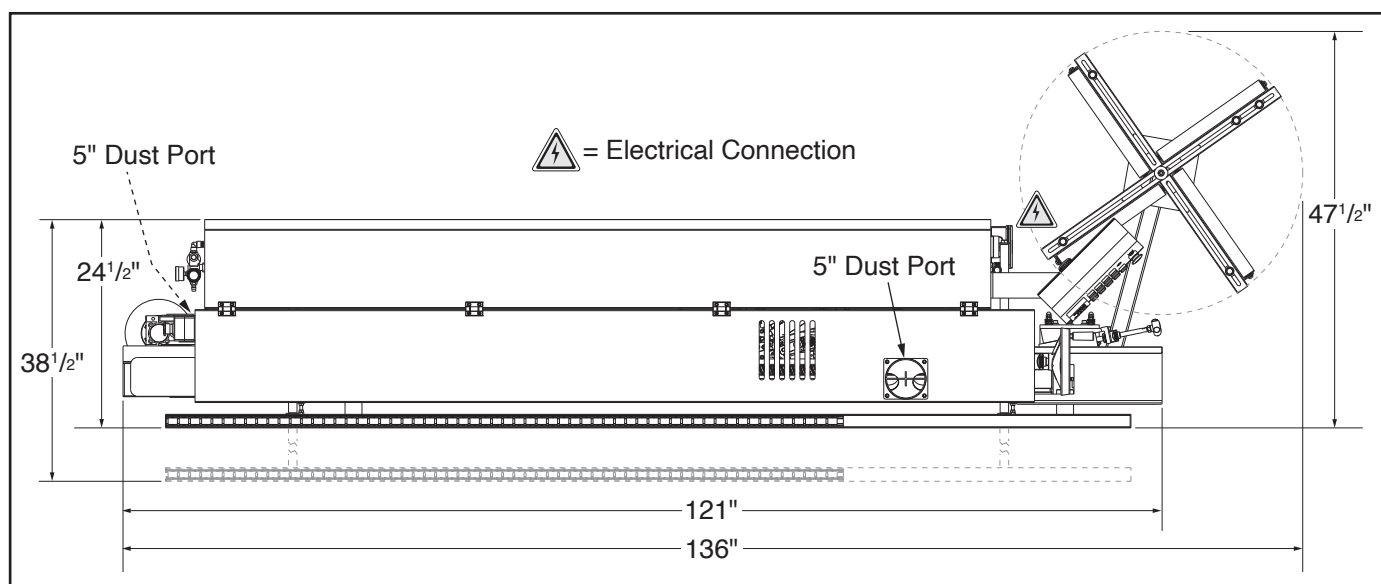 = Electrical Connection
5" Dust Port
47 1/2"
24 1/2"
5" Dust Port
38 1/2"
121"
136"